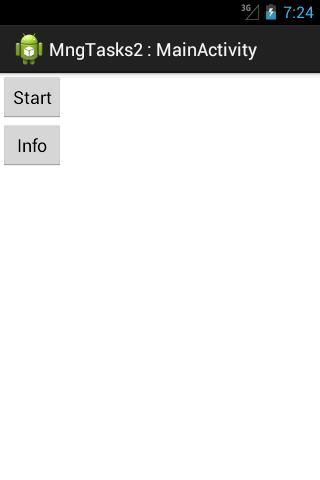 3G 7:24
MngTasks2 : MainActivity
Start
Info